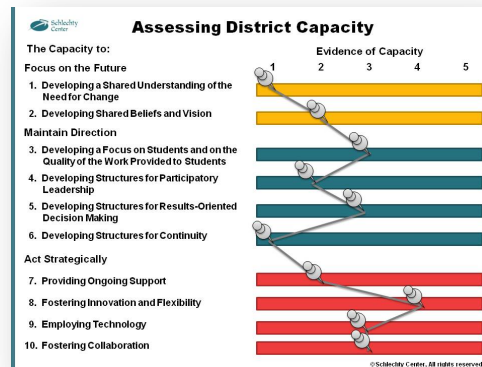 Schlechty
Center
Assessing District Capacity
The Capacity to:
Evidence of Capacity
Focus on the Future
1 2 3 4 5
1. Developing a Shared Understanding of the
Need for Change
2. Developing Shared Beliefs and Vision
Maintain Direction
3. Developing a Focus on Students and on the
Quality of the Work Provided to Students
4. Developing Structures for Participatory
Leadership
5. Developing Structures for Results-Oriented
Decision Making
6. Developing Structures for Continuity
Act Strategically
7. Providing Ongoing Support
8. Fostering Innovation and Flexibility
9. Employing Technology
10. Fostering Collaboration
©Schlechty Center. All rights reserved